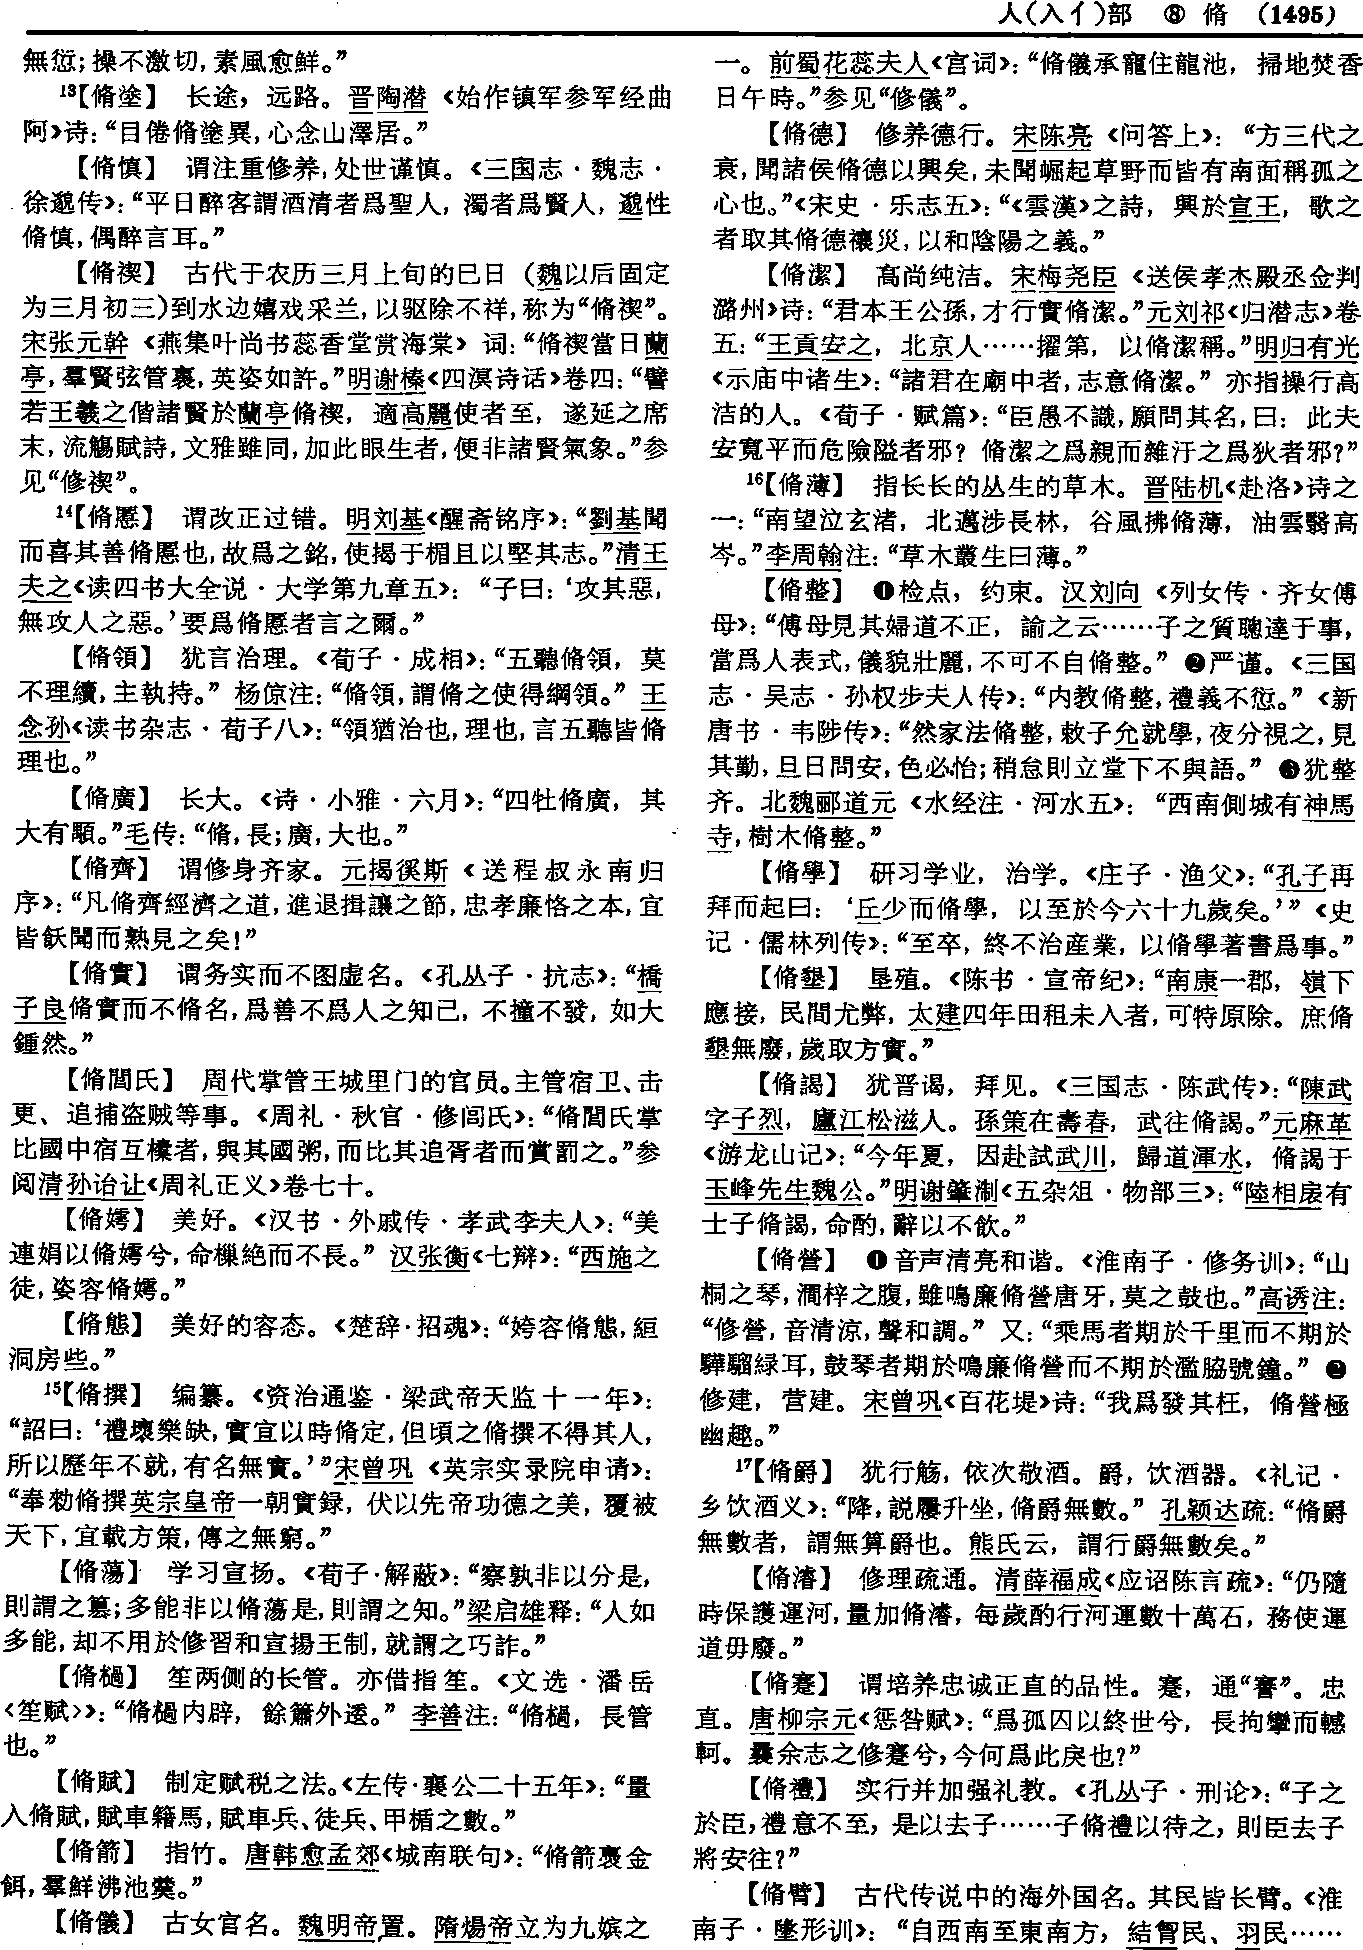 人(入亻)部 ⑧ 脩 (1495)
無愆;操不激切,素風愈鮮。”
13【脩塗】 长途,远路。晋陶潜《始作镇军参军经曲
阿》诗:“目倦脩塗異,心念山澤居。”
【脩慎】 谓注重修养,处世谨慎。《三国志·魏志·
徐邈传》:“平日醉客謂酒清者爲聖人,濁者爲賢人,邈性
脩慎,偶醉言耳。”
【脩禊】 古代于农历三月上旬的巳日(魏以后固定
为三月初三)到水边嬉戏采兰,以驱除不祥,称为“脩禊”。
宋张元幹《燕集叶尚书蕊香堂赏海棠》词:“脩禊當日蘭
亭,羣賢弦管裏,英姿如許。”明谢榛《四溟诗话》卷四:“譬
若王羲之偕諸賢於蘭亭脩禊,適高麗使者至,遂延之席
末,流觴賦詩,文雅雖同,加此眼生者,便非諸賢氣象。”参
见“修禊”。
14【脩慝】 谓改正过错。明刘基《醒斋铭序》:“劉基聞
而喜其善脩慝也,故爲之銘,使揭于楣且以堅其志。”清王
夫之《读四书大全说·大学第九章五》:“子曰:‘攻其惡,
無攻人之惡。’要爲脩慝者言之爾。”
【脩領】 犹言治理。《荀子·成相》:“五聽脩領,莫
不理續,主執持。”杨倞注:“脩領,謂脩之使得綱領。”王
念孙《读书杂志·荀子八》:“領猶治也,理也,言五聽皆脩
理也。”
【脩廣】 长大。《诗·小雅·六月》:“四牡脩廣,其
大有顒。”毛传:“脩,長;廣,大也。”
【脩齊】 谓修身齐家。元揭傒斯《送程叔永南归
序》:“凡脩齊經濟之道,進退揖讓之節,忠孝廉恪之本,宜
皆飫聞而熟見之矣!”
【脩實】 谓务实而不图虚名。《孔丛子·抗志》:“橋
子良脩實而不脩名,爲善不爲人之知己,不撞不發,如大
鍾然。”
【脩閭氏】 周代掌管王城里门的官员。主管宿卫、击
更、追捕盗贼等事。《周礼·秋官·修闾氏》:“脩閭氏掌
比國中宿互㯓者,與其國粥,而比其追胥者而賞罰之。”参
阅清孙诒让《周礼正义》卷七十。
【脩嫮】 美好。《汉书·外戚传·孝武李夫人》:“美
連娟以脩嫮兮,命樔絶而不長。”汉张衡《七辩》:“西施之
徒,姿容脩嫮。”
【脩態】 美好的容态。《楚辞·招魂》:“姱容脩態,絙
洞房些。”
15【脩撰】 编纂。《资治通鉴·梁武帝天监十一年》:
“詔曰:‘禮壞樂缺,實宜以時脩定,但頃之脩撰不得其人,
所以歷年不就,有名無實。’”宋曾巩《英宗实录院申请》:
“奉勑脩撰英宗皇帝一朝實録,伏以先帝功德之美,覆被
天下,宜載方策,傳之無窮。”
【脩蕩】 学习宣扬。《荀子·解蔽》:“察孰非以分是,
則謂之篡;多能非以脩蕩是,則謂之知。”梁启雄释:“人如
多能,却不用於修習和宣揚王制,就謂之巧詐。”
【脩檛】 笙两侧的长管。亦借指笙。《文选·潘岳
〈笙赋〉》:“脩檛内辟,餘簫外逶。”李善注:“脩檛,長管
也。”
【脩賦】 制定赋税之法。《左传·襄公二十五年》:“量
入脩賦,賦車籍馬,賦車兵、徒兵、甲楯之數。”
【脩箭】 指竹。唐韩愈孟郊《城南联句》:“脩箭裊金
餌,羣鮮沸池羹。”
【脩儀】 古女官名。魏明帝置。隋煬帝立为九嫔之
一。前蜀花蕊夫人《宫词》:“脩儀承寵住龍池,掃地焚香
日午時。”参见“修儀”。
【脩德】 修养德行。宋陈亮《问答上》:“方三代之
衰,聞諸侯脩德以興矣,未聞崛起草野而皆有南面稱孤之
心也。”《宋史·乐志五》:“《雲漢》之詩,興於宣王,歌之
者取其脩德禳災,以和陰陽之義。”
【脩潔】 高尚纯洁。宋梅尧臣《送侯孝杰殿丞佥判
潞州》诗:“君本王公孫,才行實脩潔。”元刘祁《归潜志》卷
五:“王賁安之,北京人……擢第,以脩潔稱。”明归有光
《示庙中诸生》:“諸君在廟中者,志意脩潔。”亦指操行高
洁的人。《荀子·赋篇》:“臣愚不識,願問其名,曰:此夫
安寬平而危險隘者邪?脩潔之爲親而雜汙之爲狄者邪?”
16【脩薄】 指长长的丛生的草木。晋陆机《赴洛》诗之
一:“南望泣玄渚,北邁涉長林,谷風拂脩薄,油雲翳高
岑。”李周翰注:“草木叢生曰薄。”
【脩整】 ❶检点,约束。汉刘向《列女传·齐女傅
母》:“傅母見其婦道不正,諭之云……子之質聰達于事,
當爲人表式,儀貌壯麗,不可不自脩整。”❷严谨。《三国
志·吴志·孙权步夫人传》:“内教脩整,禮義不愆。”《新
唐书·韦陟传》:“然家法脩整,敕子允就學,夜分視之,見
其勤,旦日問安,色必怡;稍怠則立堂下不與語。”❸犹整
齐。北魏郦道元《水经注·河水五》:“西南側城有神馬
寺,樹木脩整。”
【脩學】 研习学业,治学。《庄子·渔父》:“孔子再
拜而起曰:‘丘少而脩學,以至於今六十九歲矣。’”《史
记·儒林列传》:“至卒,終不治産業,以脩學著書爲事。”
【脩墾】 垦殖。《陈书·宣帝纪》:“南康一郡,嶺下
應接,民間尤弊,太建四年田租未入者,可特原除。庶脩
墾無廢,歲取方實。”
【脩謁】 犹晋谒,拜见。《三国志·陈武传》:“陳武
字子烈,廬江松滋人。孫策在壽春,武往脩謁。”元麻革
《游龙山记》:“今年夏,因赴試武川,歸道渾水,脩謁于
玉峰先生魏公。”明谢肇淛《五杂俎·物部三》:“陸相扆有
士子脩謁,命酌,辭以不飲。”
【脩營】 ❶音声清亮和谐。《淮南子·修务训》:“山
桐之琴,澗梓之腹,雖鳴廉脩營唐牙,莫之鼓也。”高诱注:
“修營,音清涼,聲和調。”又:“乘馬者期於千里而不期於
驊騮緑耳,鼓琴者期於鳴廉脩營而不期於濫脇號鐘。”❷
修建,营建。宋曾巩《百花堤》诗:“我爲發其枉,脩營極
幽趣。”
17【脩爵】 犹行觞,依次敬酒。爵,饮酒器。《礼记·
乡饮酒义》:“降,説屨升坐,脩爵無數。”孔颖达疏:“脩爵
無數者,謂無算爵也。熊氏云,謂行爵無數矣。”
【脩濬】 修理疏通。清薛福成《应诏陈言疏》:“仍隨
時保護運河,量加脩濬,每歲酌行河運數十萬石,務使運
道毋廢。”
【脩蹇】 谓培养忠诚正直的品性。蹇,通“謇”。忠
直。唐柳宗元《惩咎赋》:“爲孤囚以終世兮,長拘攣而轗
軻。曩余志之修蹇兮,今何爲此戾也?”
【脩禮】 实行并加强礼教。《孔丛子·刑论》:“子之
於臣,禮意不至,是以去子……子脩禮以待之,則臣去子
將安往?”
【脩臂】 古代传说中的海外国名。其民皆长臂。《淮
南子·墬形训》:“自西南至東南方,結胷民、羽民……